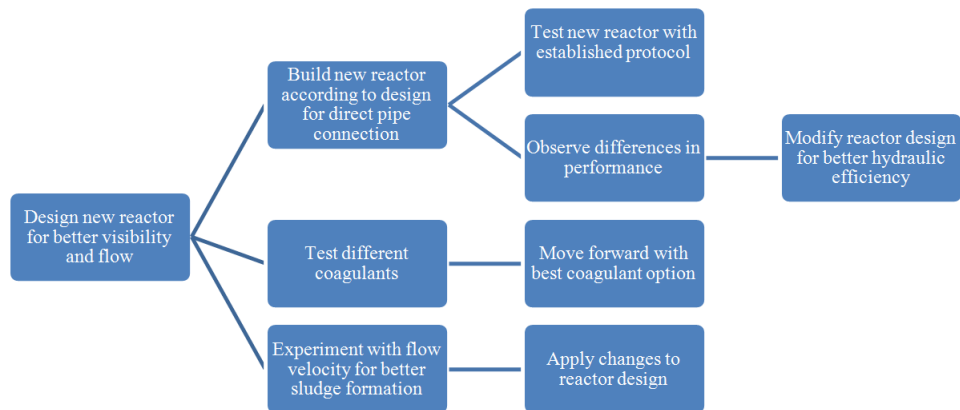 Design new reactor
for better visibility
and flow
Build new reactor
according to design
for direct pipe
connection
Test new reactor with
established protocol
Observe differences in
performance
Modify reactor design
for better hydraulic
efficiency
Test different
coagulants
Move forward with
best coagulant option
Experiment with flow
velocity for better
sludge formation
Apply changes to
reactor design